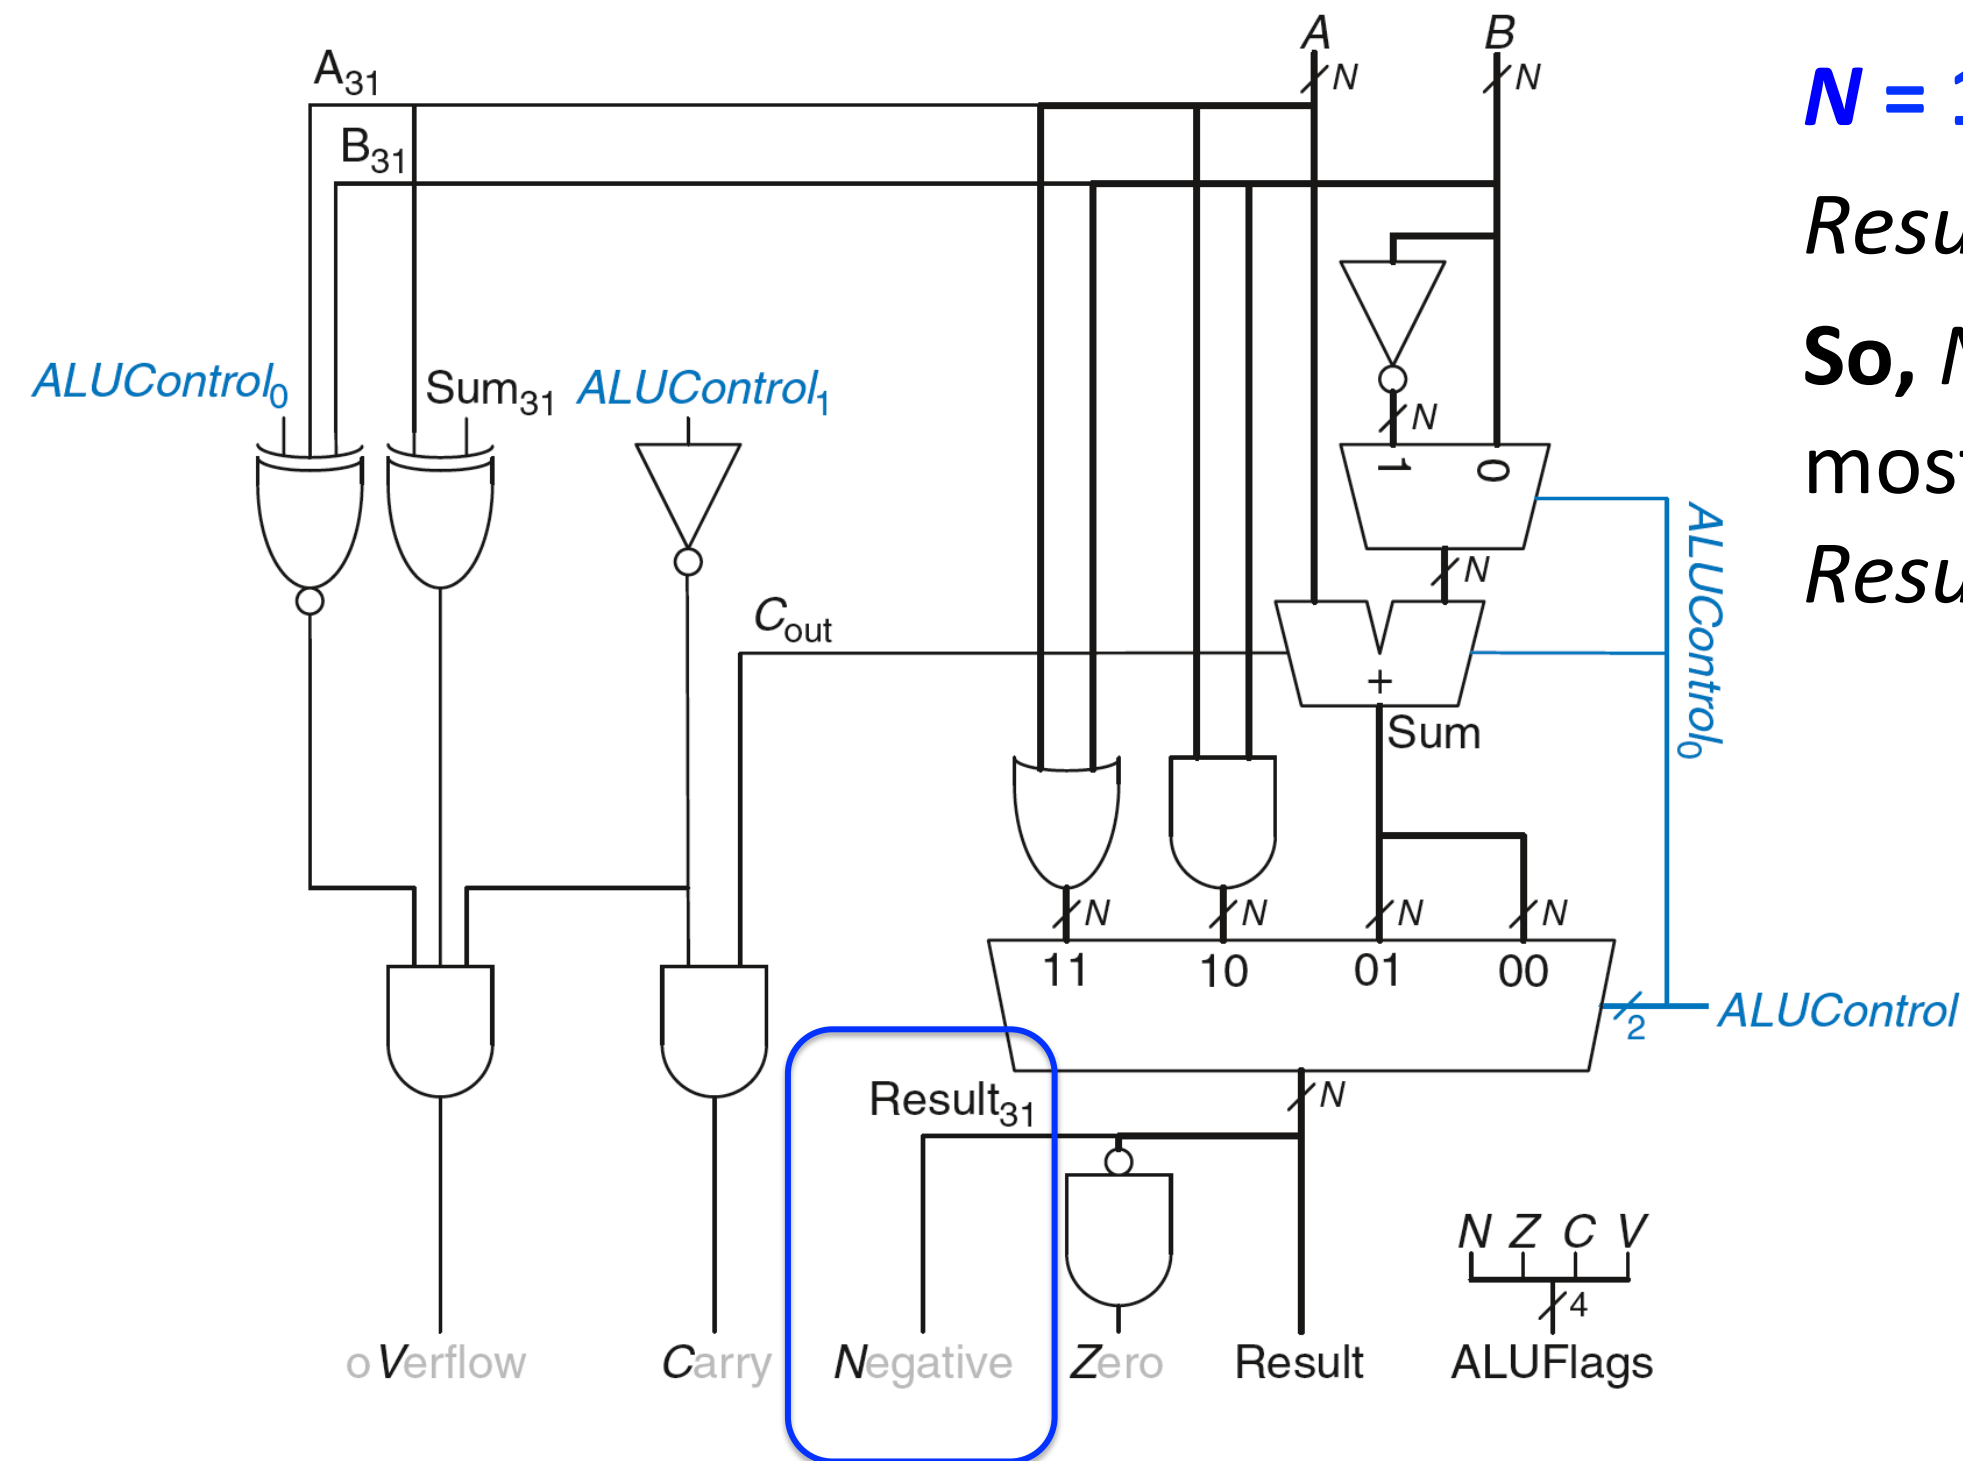 A B
N N
A31
B31
N = 1
Resu
So, N
most
Resu
ALUControl0 Sum31 ALUControl1
N
1 0
N
ALUControl0
Cout
+
Sum
N N N N
11 10 01 00
ALUControl
2
Result31
N
N Z C V
4
oVerflow Carry Negative Zero Result ALUFlags